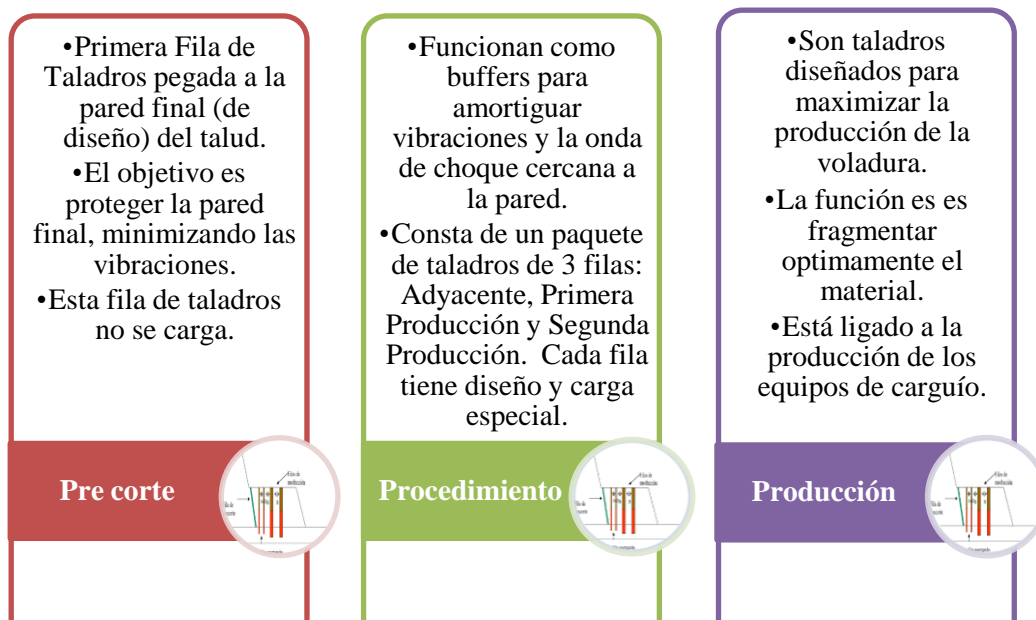 •Primera Fila de
Taladros pegada a la
pared final (de
diseño) del talud.
•El objetivo es
proteger la pared
final, minimizando las
vibraciones.
•Esta fila de taladros
no se carga.
Pre corte
•Funcionan como
buffers para
amortiguar
vibraciones y la onda
de choque cercana a
la pared.
•Consta de un paquete
de taladros de 3 filas:
Adyacente, Primera
Producción y Segunda
Producción. Cada fila
tiene diseño y carga
especial.
Procedimiento
•Son taladros
diseñados para
maximizar la
producción de la
voladura.
•La función es es
fragmentar
optimamente el
material.
•Está ligado a la
producción de los
equipos de carguío.
Producción